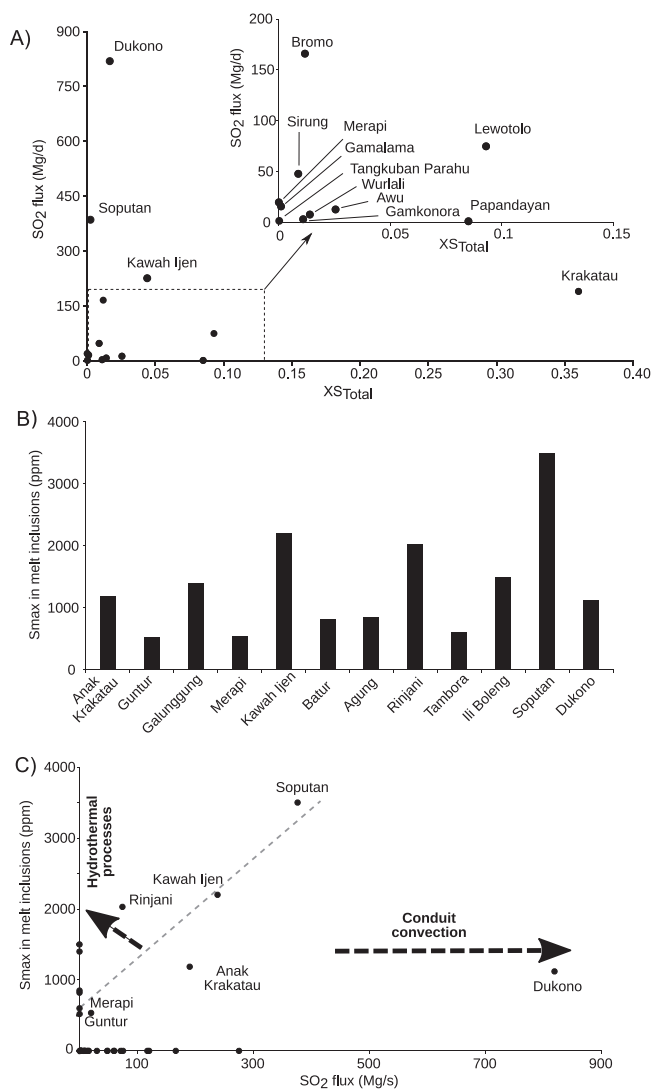 A)
SO2 flux (Mg/d)
900
750
600
450
300
150
0
0
0.05
0.10
0.15
0.20
0.25
0.30
0.35
0.40
XSTotal
Dukono
Soputan
Kawah Ijen
Krakatau
SO2 flux (Mg/d)
200
150
100
50
0
0
0.05
0.1
0.15
XSTotal
Bromo
Sirung
Merapi
Gamalama
Tangkuban Parahu
Wurlali
Awu
Gamkonora
Lewotolo
Papandayan
B)
Smax in melt inclusions (ppm)
4000
3000
2000
1000
0
Anak
Krakatau
Guntur
Galunggung
Merapi
Kawah Ijen
Batur
Agung
Rinjani
Tambora
Ili Boleng
Soputan
Dukono
C)
Smax in melt inclusions (ppm)
4000
3000
2000
1000
0
100
300
500
700
900
SO2 flux (Mg/s)
Hydrothermal
processes
Soputan
Kawah Ijen
Rinjani
Conduit
convection
Anak
Krakatau
Dukono
Merapi
Guntur